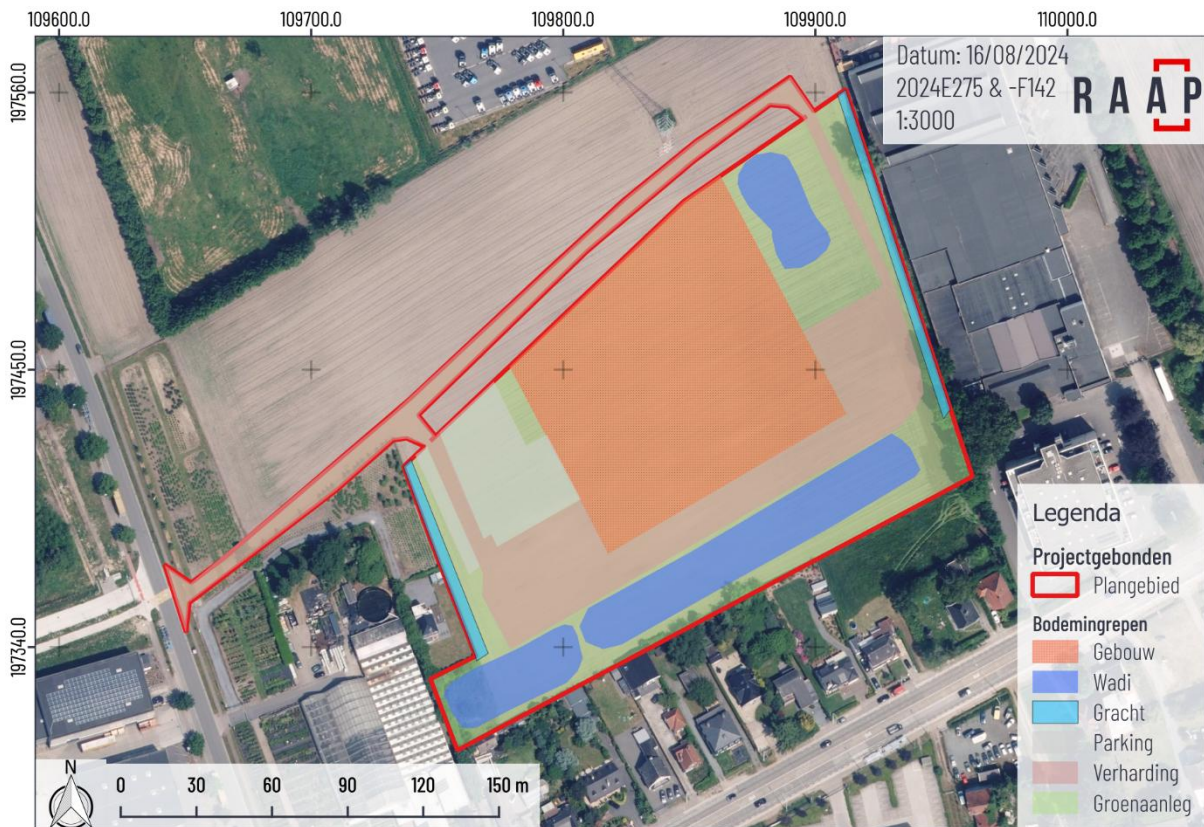 109600.0 109700.0 109800.0 109900.0 110000.0
Datum: 16/08/2024
2024E275 & -F142
1:3000
RAAP
197560.0
197450.0
197340.0
Legenda
Projectgebonden
Plangebied
Bodemingrepen
Gebouw
Wadi
Gracht
Parking
Verharding
Groenaanleg
N
0 30 60 90 120 150 m